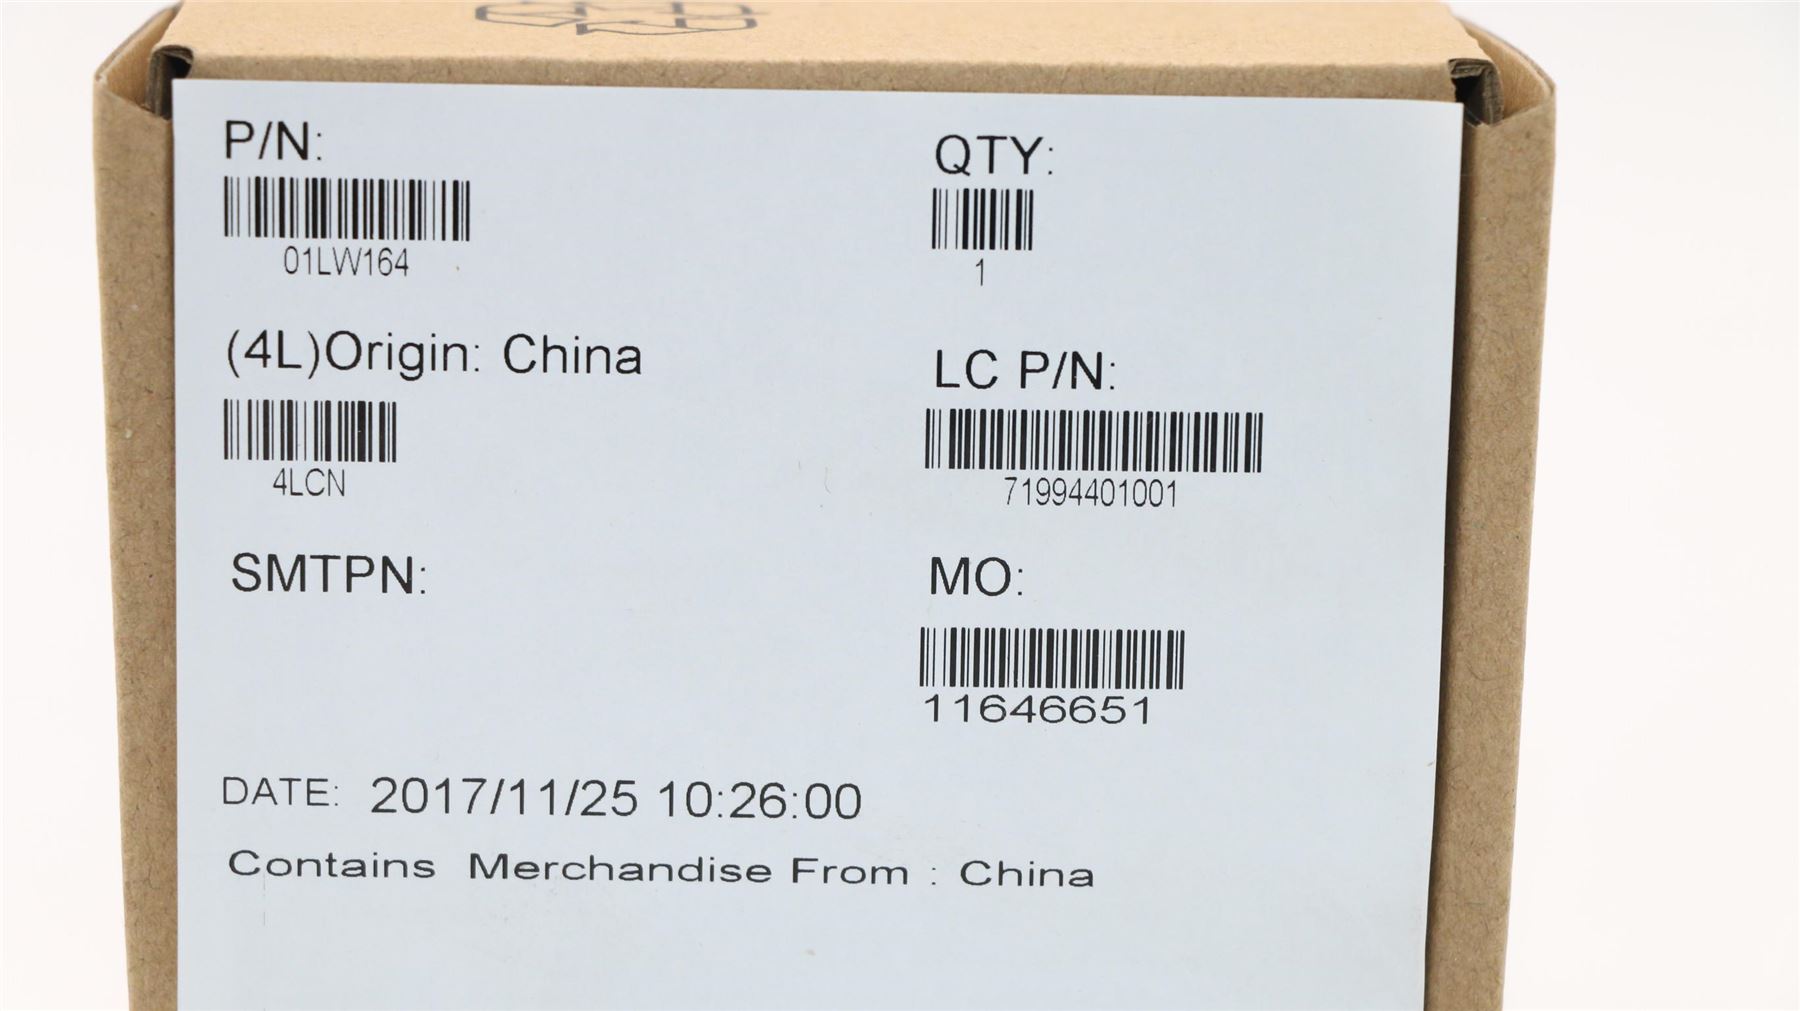 P/N:
01LW164
QTY:
1
(4L)Origin: China
4LCN
LC P/N:
71994401001
SMTPN:
MO:
11646651
DATE: 2017/11/25 10:26:00
Contains Merchandise From : China